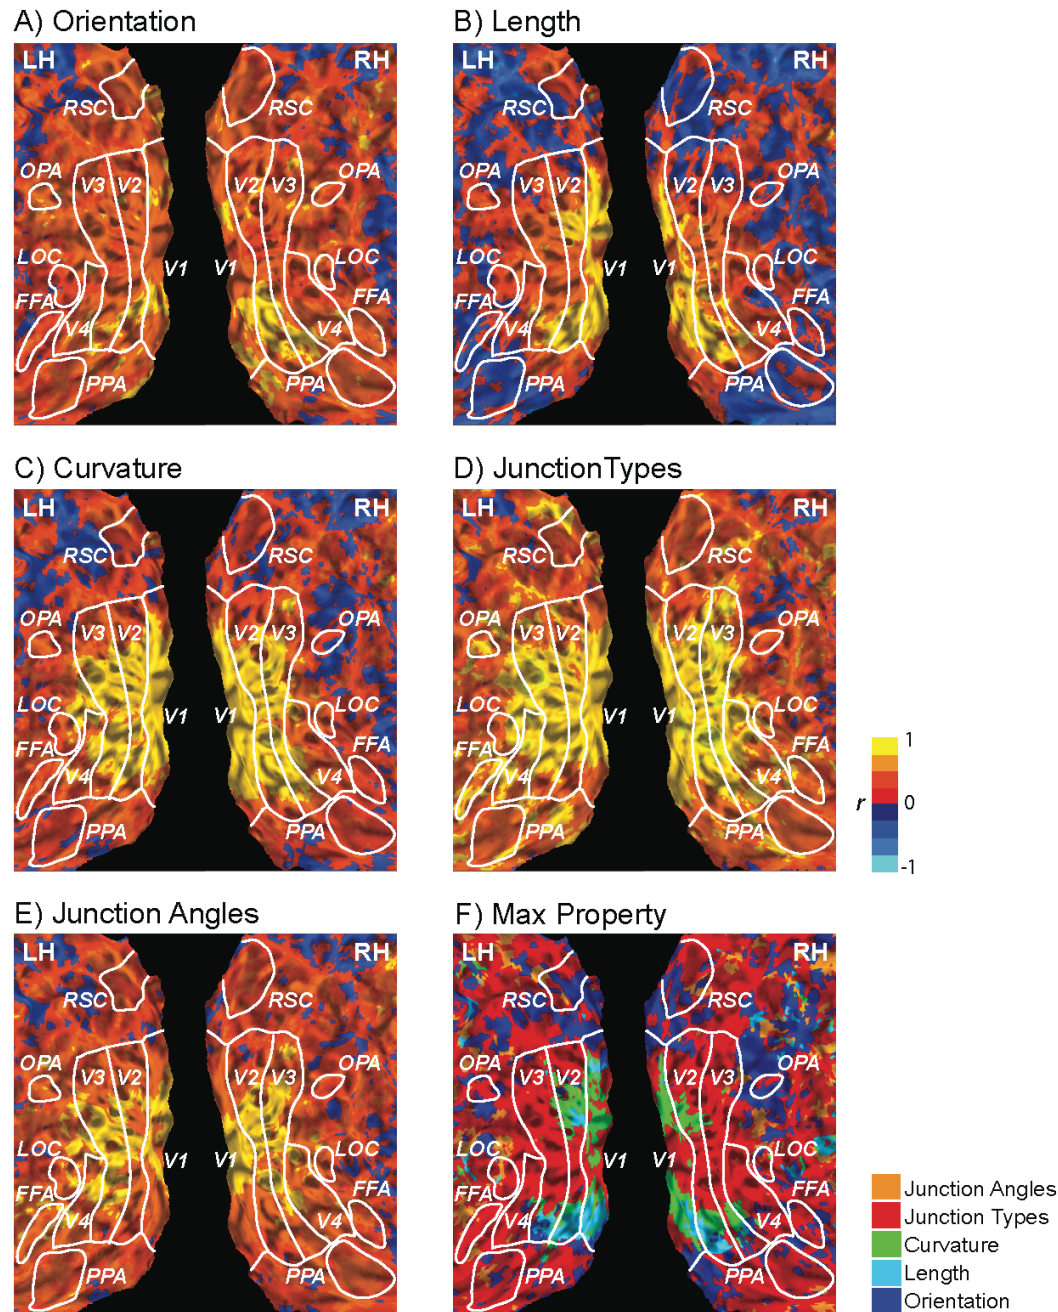 A) Orientation
LH
RH
RSC
RSC
OPA
V3
V2
V2
V3
OPA
LOC
V1
V1
LOC
FFA
FFA
V4
V4
PPA
PPA
B) Length
LH
RH
RSC
RSC
OPA
V3
V2
V2
V3
OPA
LOC
V1
V1
LOC
FFA
FFA
V4
V4
PPA
PPA
C) Curvature
LH
RH
RSC
RSC
OPA
V3
V2
V2
V3
OPA
LOC
V1
V1
LOC
FFA
FFA
V4
V4
PPA
PPA
D) JunctionTypes
LH
RH
RSC
RSC
OPA
V3
V2
V2
V3
OPA
LOC
V1
V1
LOC
FFA
FFA
V4
V4
PPA
PPA
1
r
0
-1
E) Junction Angles
LH
RH
RSC
RSC
OPA
V3
V2
V2
V3
OPA
LOC
V1
V1
LOC
FFA
FFA
V4
V4
PPA
PPA
F) Max Property
LH
RH
RSC
RSC
OPA
V3
V2
V2
V3
OPA
LOC
V1
V1
LOC
FFA
FFA
V4
V4
PPA
PPA
Junction Angles
Junction Types
Curvature
Length
Orientation